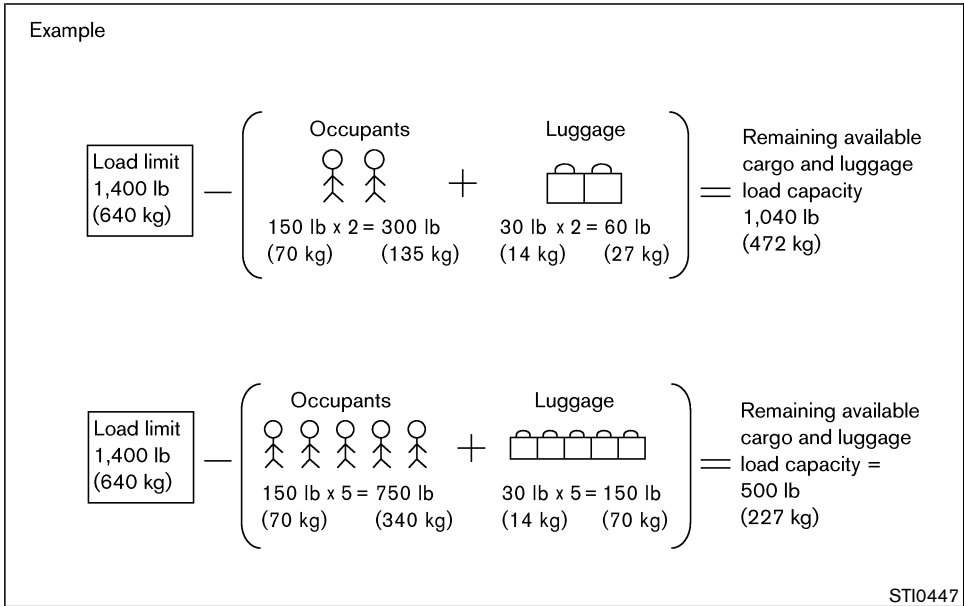 Example
Load limit
1,400 lb
(640 kg)
—
Occupants
150 lb x 2 = 300 lb
(70 kg) (135 kg)
+
Luggage
30 lb x 2 = 60 lb
(14 kg) (27 kg)
=
Remaining available
cargo and luggage
load capacity
1,040 lb
(472 kg)
Load limit
1,400 lb
(640 kg)
—
Occupants
150 lb x 5 = 750 lb
(70 kg) (340 kg)
+
Luggage
30 lb x 5 = 150 lb
(14 kg) (70 kg)
=
Remaining available
cargo and luggage
load capacity =
500 lb
(227 kg)
STI0447